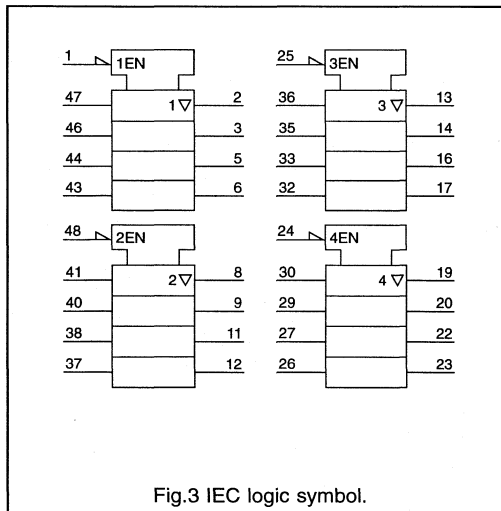 1 1EN 25 3EN
47 1 ▽ 2 36 3 ▽ 13
46 3 35 14
44 5 33 16
43 6 32 17
48 2EN 24 4EN
41 2 ▽ 8 30 4 ▽ 19
40 9 29 20
38 11 27 22
37 12 26 23
Fig.3 IEC logic symbol.